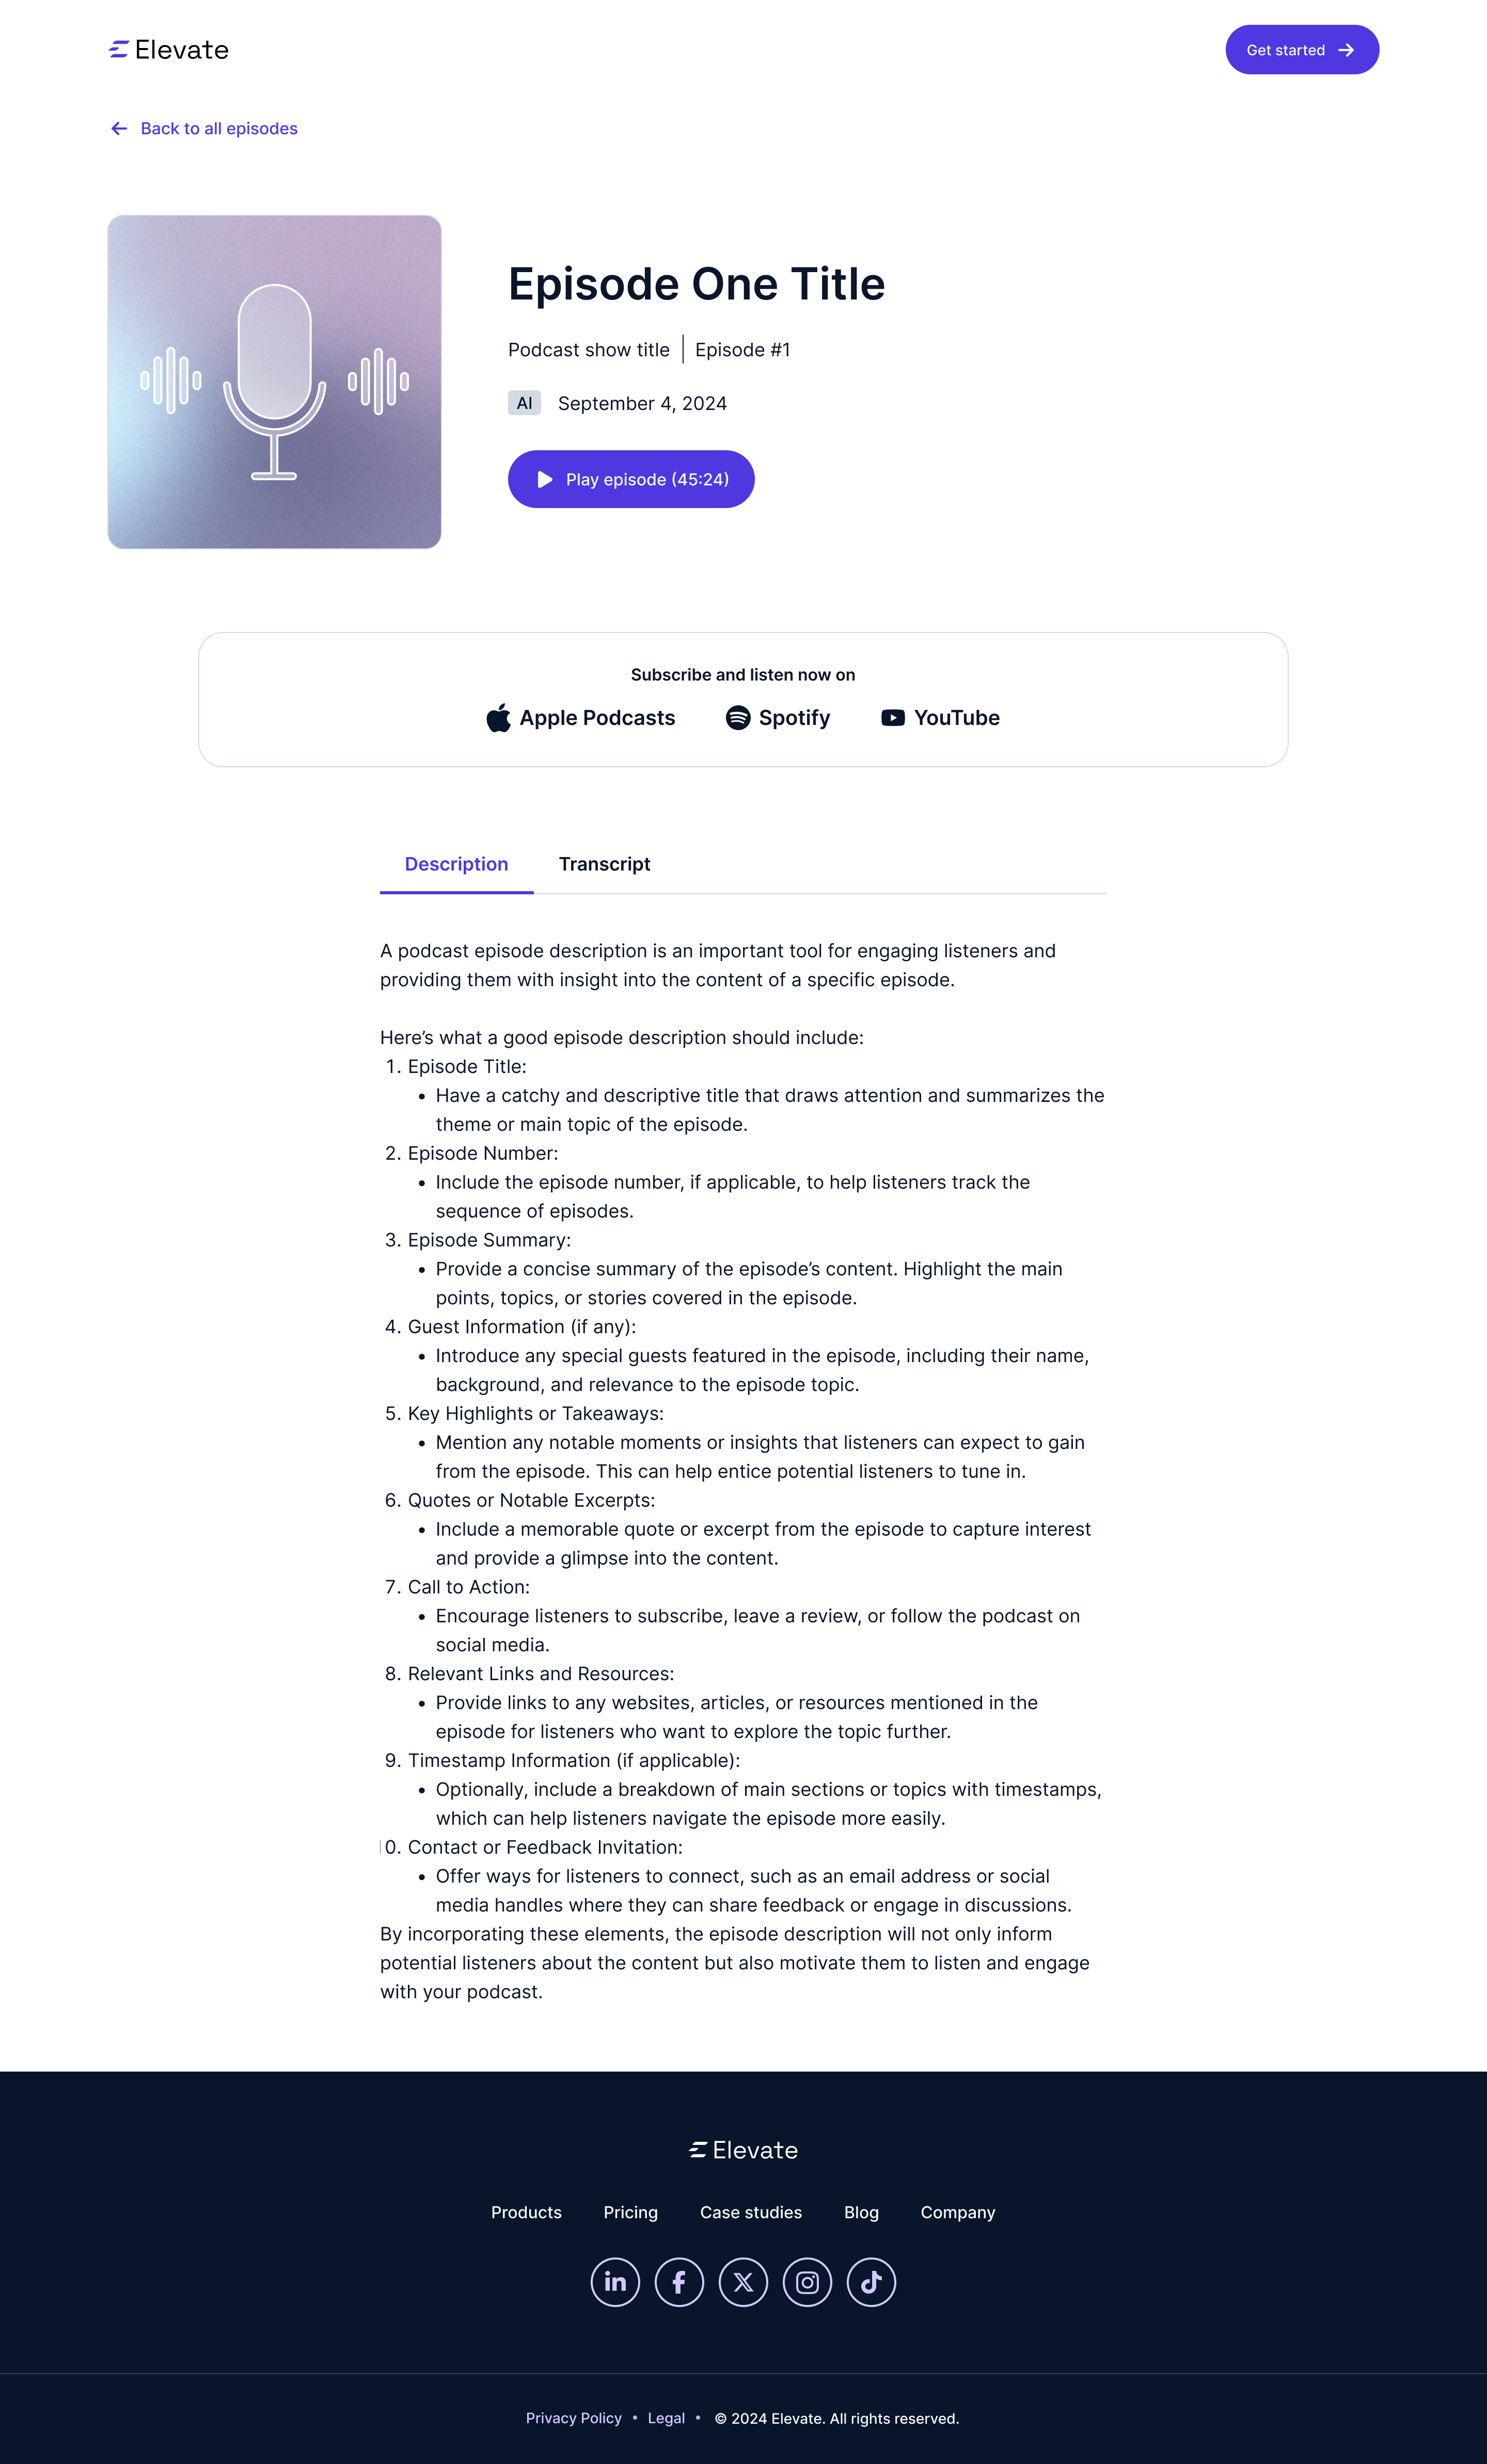 Elevate
Get started
Back to all episodes
Episode One Title
Podcast show title | Episode #1
AI September 4, 2024
Play episode (45:24)
Subscribe and listen now on
Apple Podcasts Spotify YouTube
Description Transcript
A podcast episode description is an important tool for engaging listeners and
providing them with insight into the content of a specific episode.
Here’s what a good episode description should include:
1. Episode Title:
• Have a catchy and descriptive title that draws attention and summarizes the
theme or main topic of the episode.
2. Episode Number:
• Include the episode number, if applicable, to help listeners track the
sequence of episodes.
3. Episode Summary:
• Provide a concise summary of the episode’s content. Highlight the main
points, topics, or stories covered in the episode.
4. Guest Information (if any):
• Introduce any special guests featured in the episode, including their name,
background, and relevance to the episode topic.
5. Key Highlights or Takeaways:
• Mention any notable moments or insights that listeners can expect to gain
from the episode. This can help entice potential listeners to tune in.
6. Quotes or Notable Excerpts:
• Include a memorable quote or excerpt from the episode to capture interest
and provide a glimpse into the content.
7. Call to Action:
• Encourage listeners to subscribe, leave a review, or follow the podcast on
social media.
8. Relevant Links and Resources:
• Provide links to any websites, articles, or resources mentioned in the
episode for listeners who want to explore the topic further.
9. Timestamp Information (if applicable):
• Optionally, include a breakdown of main sections or topics with timestamps,
which can help listeners navigate the episode more easily.
10. Contact or Feedback Invitation:
• Offer ways for listeners to connect, such as an email address or social
media handles where they can share feedback or engage in discussions.
By incorporating these elements, the episode description will not only inform
potential listeners about the content but also motivate them to listen and engage
with your podcast.
Elevate
Products Pricing Case studies Blog Company
Privacy Policy • Legal • © 2024 Elevate. All rights reserved.